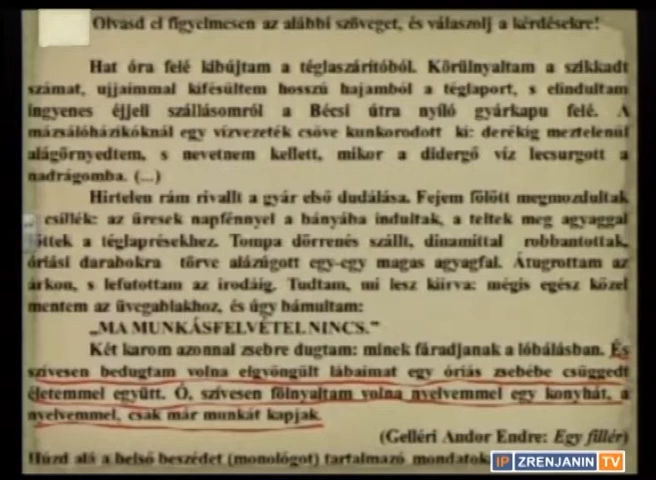 Olvasd el figyelmesen az alábbi szöveget, és válaszolj a kérdésekre!
Hat óra felé kibújtam a téglaszárítóból. Körülnyaltam a szikkadt
számat, ujjaimmal kifésültem hosszú hajamból a téglaport, s elindultam
ingyenes éjjeli szállásomról a Bécsi útra nyíló gyárkapu felé. A
mázsálóházikóknál egy vízvezeték csöve kunkorodott ki: derékig meztelenül
alágörnyedtem, s nevetnem kellett, mikor a didergő víz lecsurgott a
nadrágomba. (...)
Hirtelen rám rivallt a gyár első dudálása. Fejem fölött megmozdultak
csillék: az üresek napfénnyel a bányába indultak, a teltek meg agyaggal
jöttek a téglaprésekhez. Tompa dörrenés szállt, dinamittal robbantottak,
óriási darabokra törve alázúgott egy-egy magas agyagfal. Átugrottam az
árkon, s lefutottam az irodáig. Tudtam, mi lesz kiírva: mégis egész közel
mentem az üvegablakhoz, és úgy bámultam:
„MA MUNKÁSFELVÉTEL NINCS."
Két karom azonnal zsebre dugtam: minek fáradjanak a lóbálásban. És
szívesen bedugtam volna elgyöngült lábaimat egy óriás zsebébe csüggedt
életemmel együtt. Ó, szívesen fölnyaltam volna nyelvemmel egy konyhát, a
nyelvemmel, csak már munkát kapjak.
(Gelléri Andor Endre: Egy fillér)
Húzd alá a belső beszédet (monológot) tartalmazó
IP ZRENJANIN TV